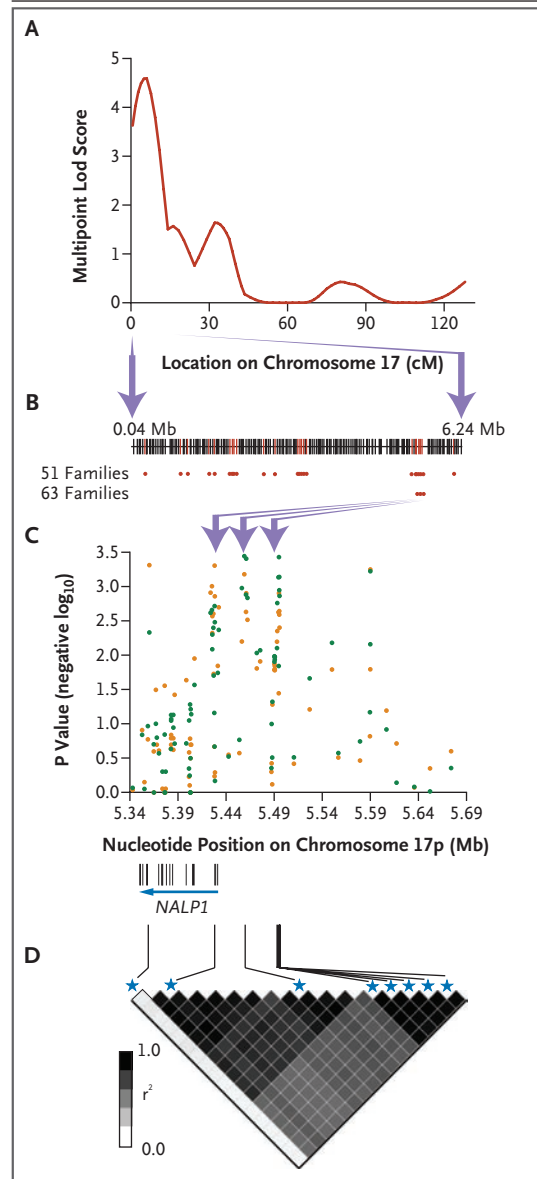 A
5
4
3
2
1
0
Multipoint Lod Score
0 30 60 90 120
Location on Chromosome 17 (cM)
B
0.04 Mb 6.24 Mb
51 Families
63 Families
C
3.5
3.0
2.5
2.0
1.5
1.0
0.5
0.0
P Value (negative log10)
5.34 5.39 5.44 5.49 5.54 5.59 5.64 5.69
Nucleotide Position on Chromosome 17p (Mb)
NALP1
D
1.0
r2
0.0